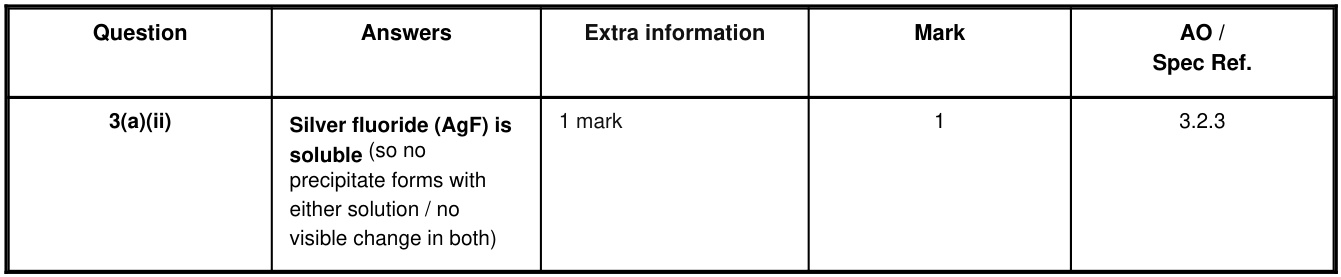 Question Answers Extra information Mark AO /
Spec Ref.
3(a)(ii) Silver fluoride (AgF) is 1 mark 1 3.2.3
soluble (so no
precipitate forms with
either solution / no
visible change in both)